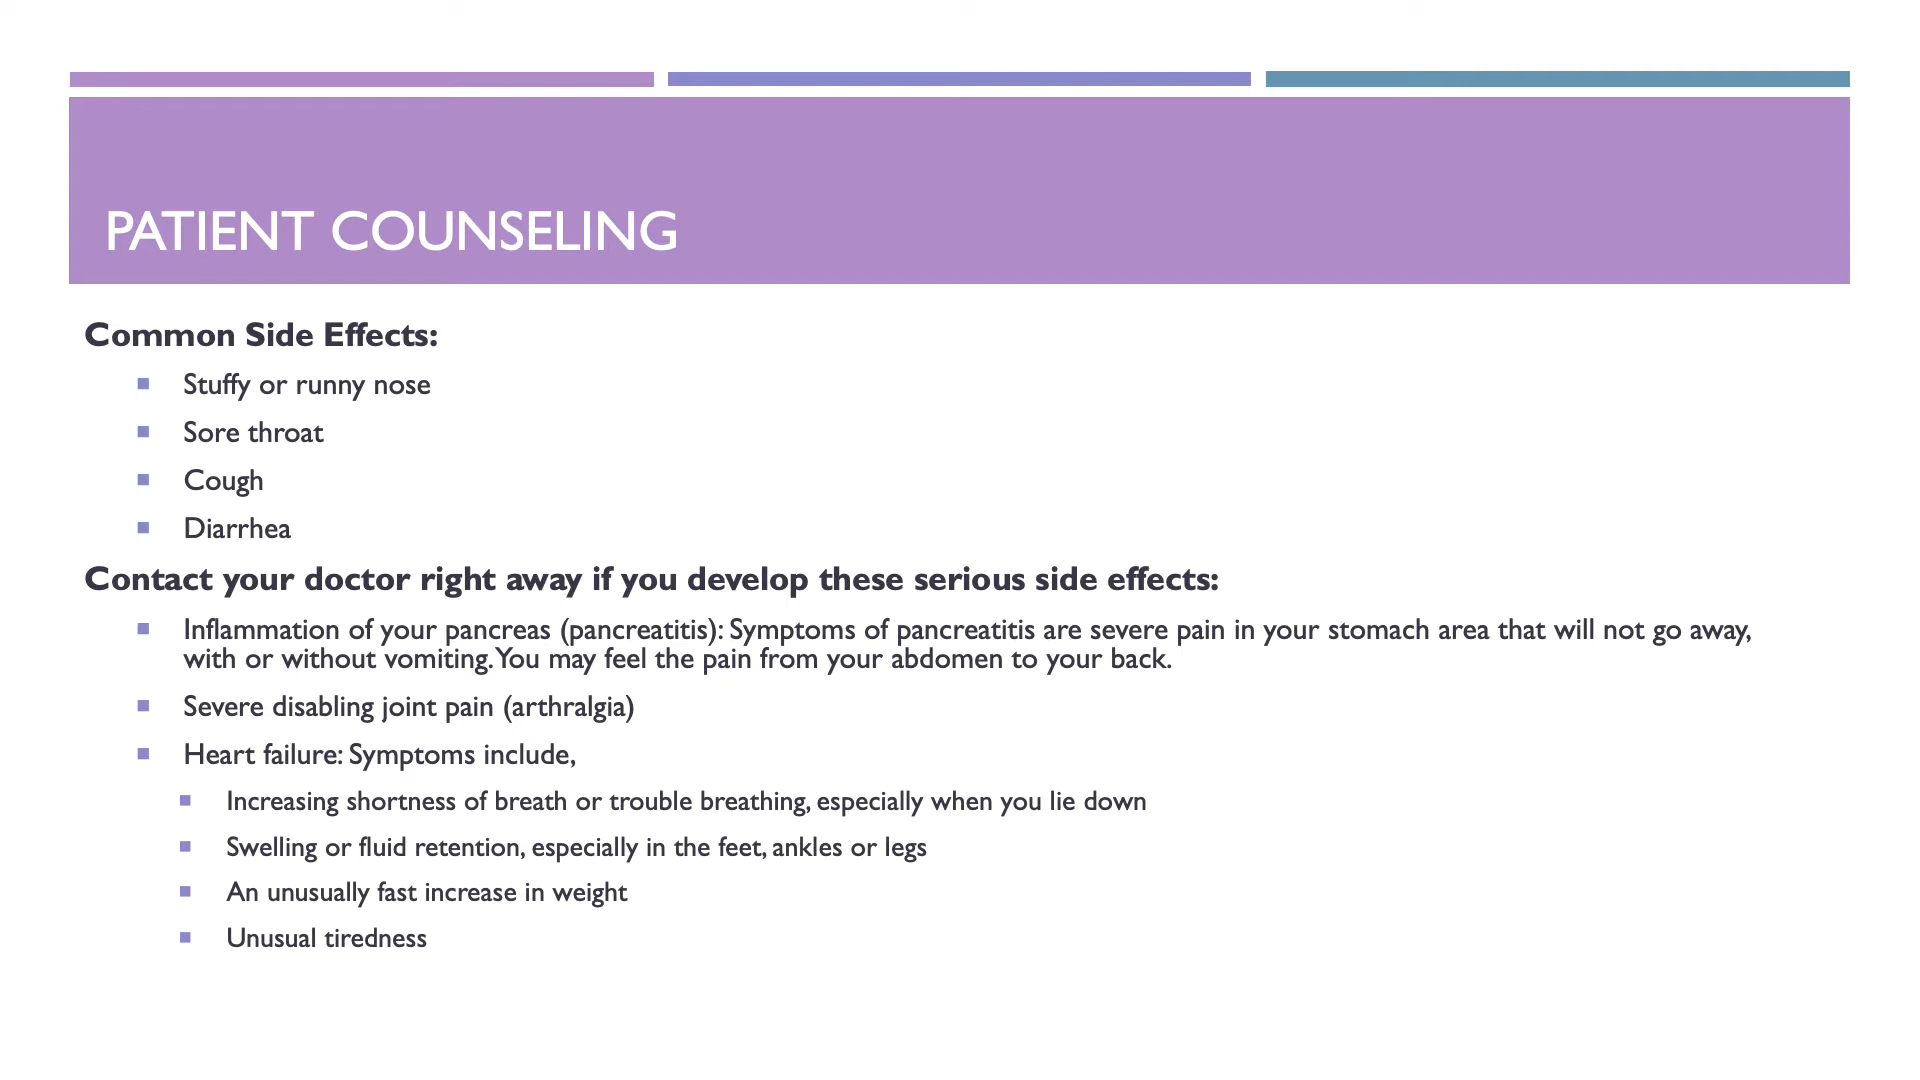 PATIENT COUNSELING
Common Side Effects:
Stuffy or runny nose
Sore throat
Cough
Diarrhea
Contact your doctor right away if you develop these serious side effects:
Inflammation of your pancreas (pancreatitis): Symptoms of pancreatitis are severe pain in your stomach area that will not go away,
with or without vomiting. You may feel the pain from your abdomen to your back.
Severe disabling joint pain (arthralgia)
Heart failure: Symptoms include,
Increasing shortness of breath or trouble breathing, especially when you lie down
Swelling or fluid retention, especially in the feet, ankles or legs
An unusually fast increase in weight
Unusual tiredness